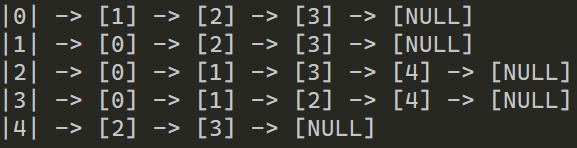 |0| -> [1] -> [2] -> [3] -> [NULL]
|1| -> [0] -> [2] -> [3] -> [NULL]
|2| -> [0] -> [1] -> [3] -> [4] -> [NULL]
|3| -> [0] -> [1] -> [2] -> [4] -> [NULL]
|4| -> [2] -> [3] -> [NULL]